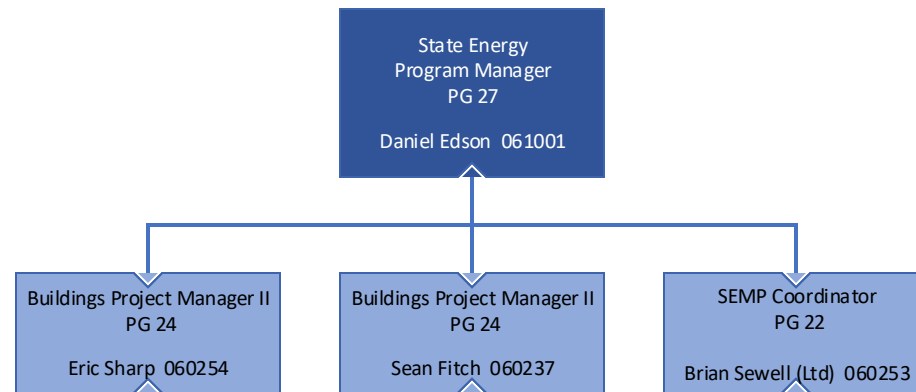 State Energy
Program Manager
PG 27
Daniel Edson 061001
Buildings Project Manager II
PG 24
Eric Sharp 060254
Buildings Project Manager II
PG 24
Sean Fitch 060237
SEMP Coordinator
PG 22
Brian Sewell (Ltd) 060253